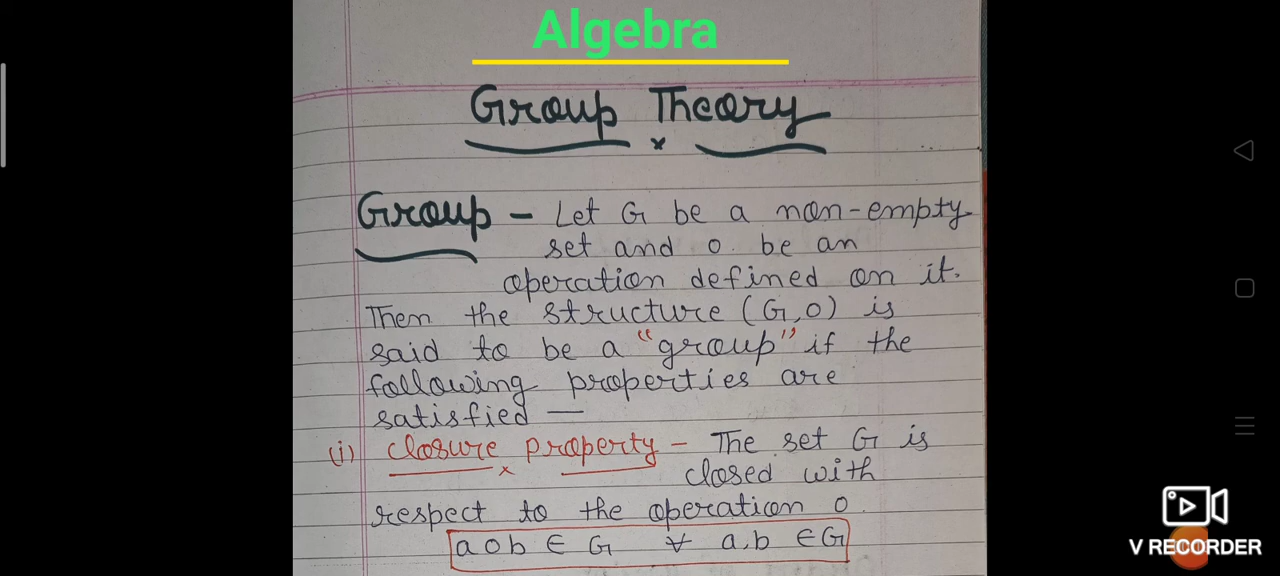 Algebra
Group Theory
Group - Let G be a non-empty
set and o. be an
operation defined on it.
Then the structure (G,o) is
said to be a "group" if the
following properties are
satisfied —
(i) closure property - The set G is
closed with
respect to the operation o.
a o b ∈ G ∀ a,b ∈ G
V RECORDER